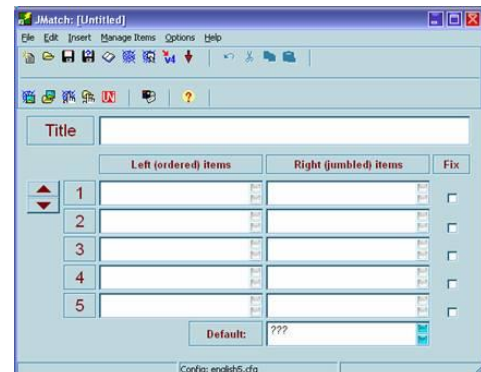 JMatch: [Untitled]
File Edit Insert Manage Items Options Help
V4
?
Title
Left (ordered) items Right (jumbled) items Fix
1
2
3
4
5
Default: ???
Config: english5.cfg